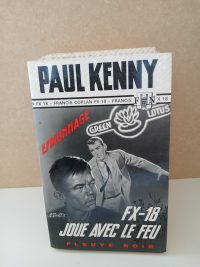 PAUL KENNY
FX 18 - FRANCIS COPLAN FX 18 - FRANCIS
X 18
ESPIONNAGE
GREEN
LOTUS
FX-18
JOUE AVEC LE FEU
FLEUVE NOIR